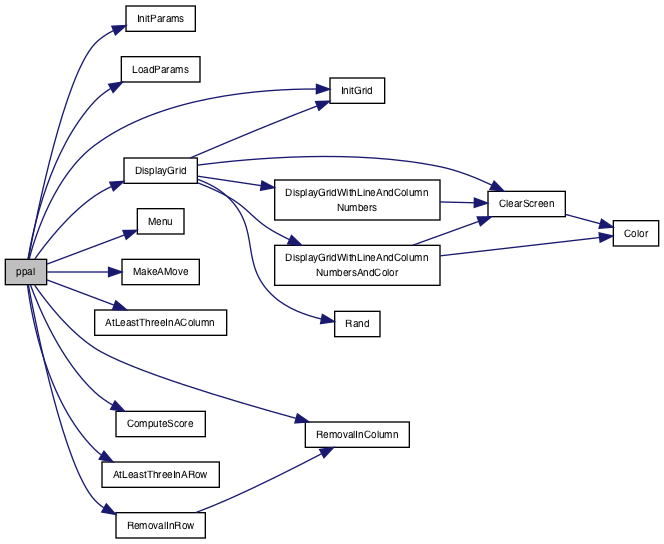 InitParams
LoadParams
InitGrid
DisplayGrid
DisplayGridWithLineAndColumn
Numbers
ClearScreen
Menu
Color
DisplayGridWithLineAndColumn
NumbersAndColor
ppal
MakeAMove
AtLeastThreeInAColumn
Rand
ComputeScore
RemovalInColumn
AtLeastThreeInARow
RemovalInRow